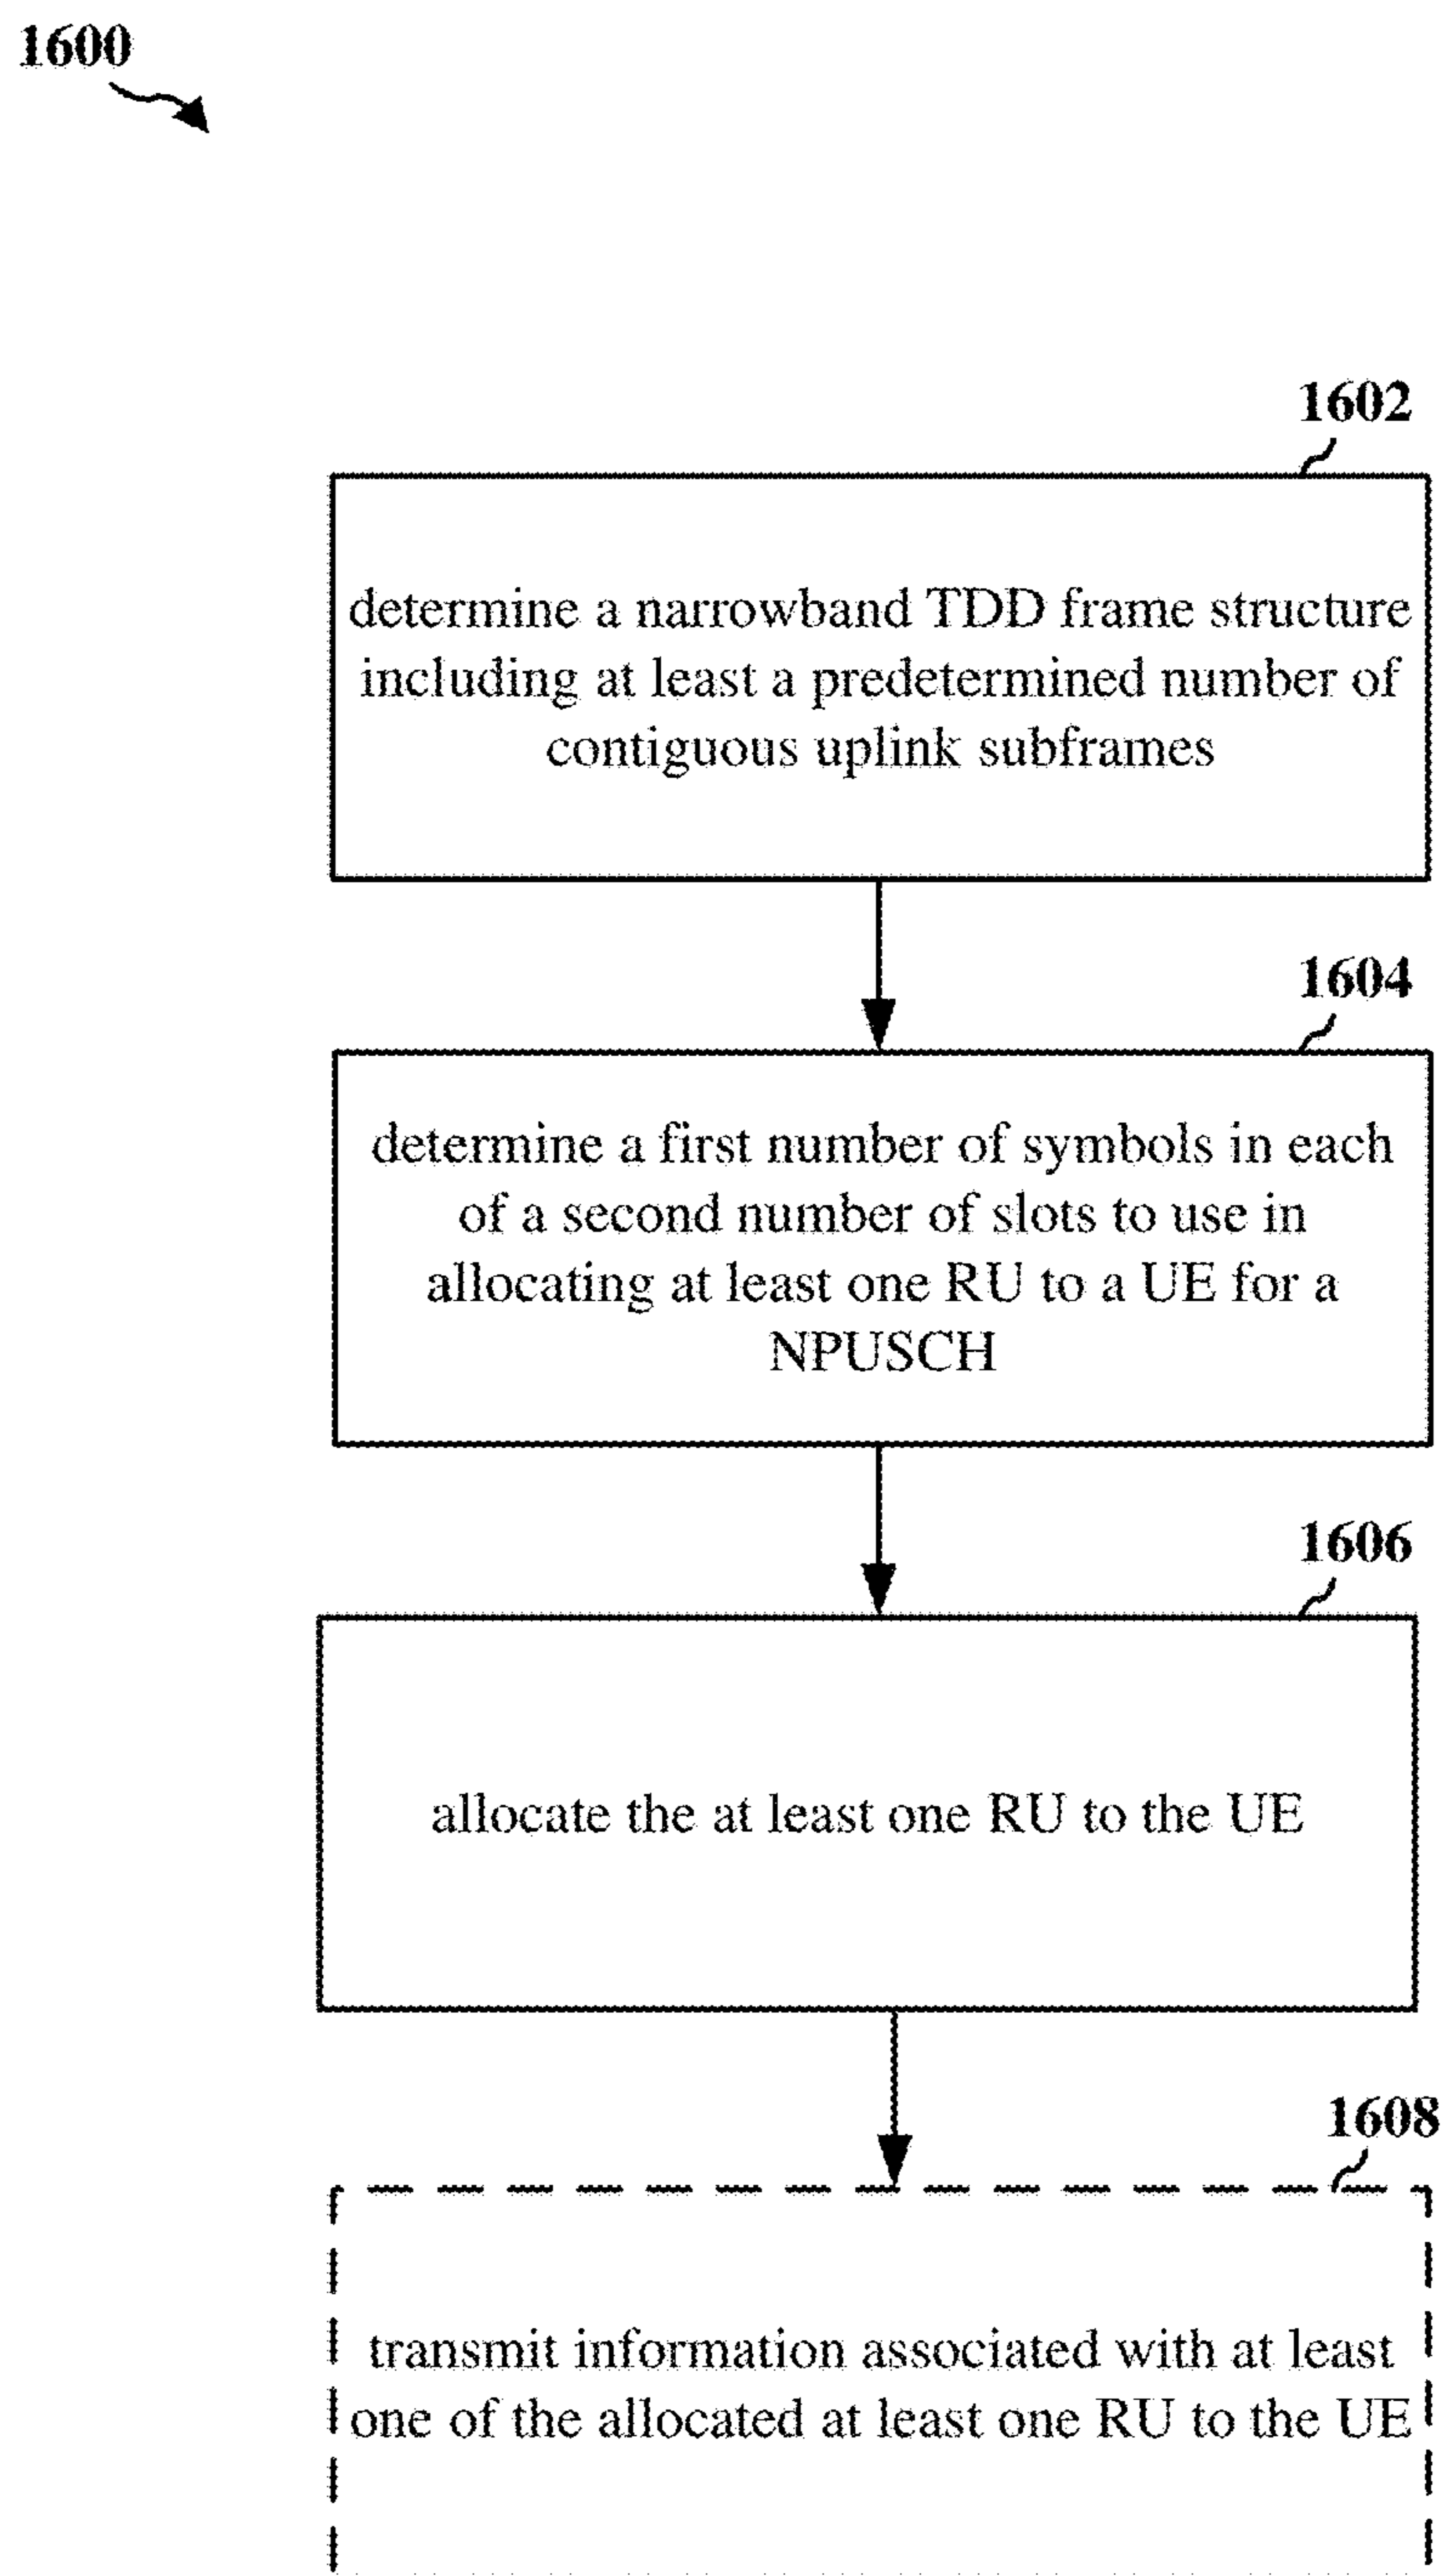 1600
1602
determine a narrowband TDD frame structure
including at least a predetermined number of
contiguous uplink subframes
1604
determine a first number of symbols in each
of a second number of slots to use in
allocating at least one RU to a UE for a
NPUSCH
1606
allocate the at least one RU to the UE
1608
transmit information associated with at least
one of the allocated at least one RU to the UE